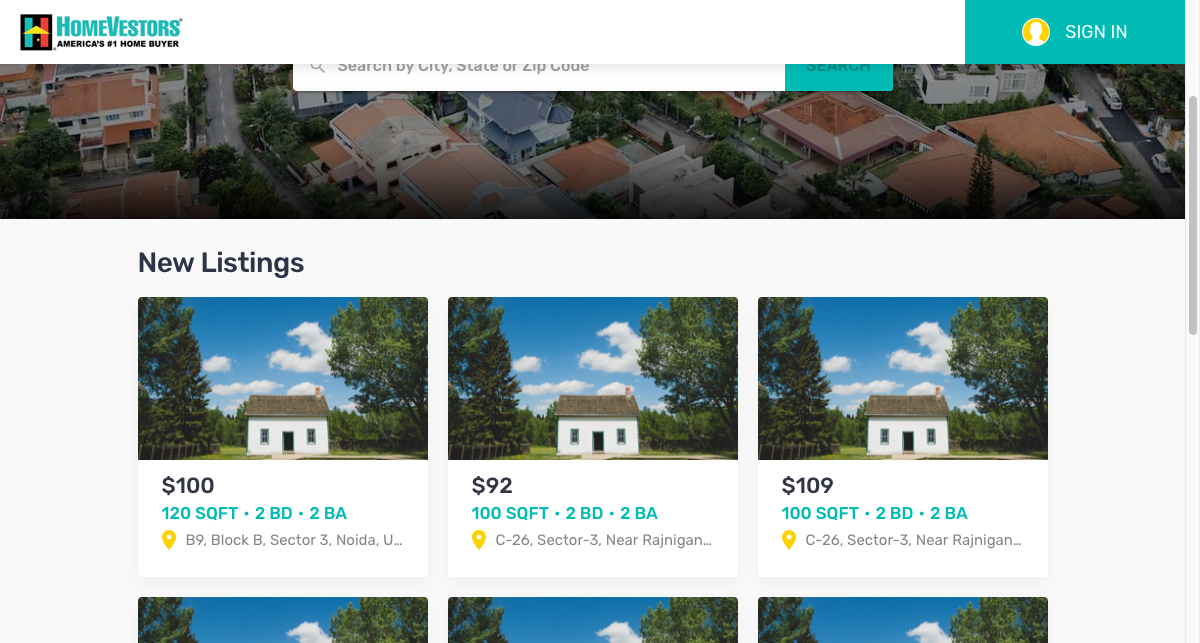 HOMEVESTORS
AMERICA'S #1 HOME BUYER
SIGN IN
Search by City, State or Zip Code
SEARCH
New Listings
$100
120 SQFT • 2 BD • 2 BA
B9, Block B, Sector 3, Noida, U...
$92
100 SQFT • 2 BD • 2 BA
C-26, Sector-3, Near Rajnigan...
$109
100 SQFT • 2 BD • 2 BA
C-26, Sector-3, Near Rajnigan...